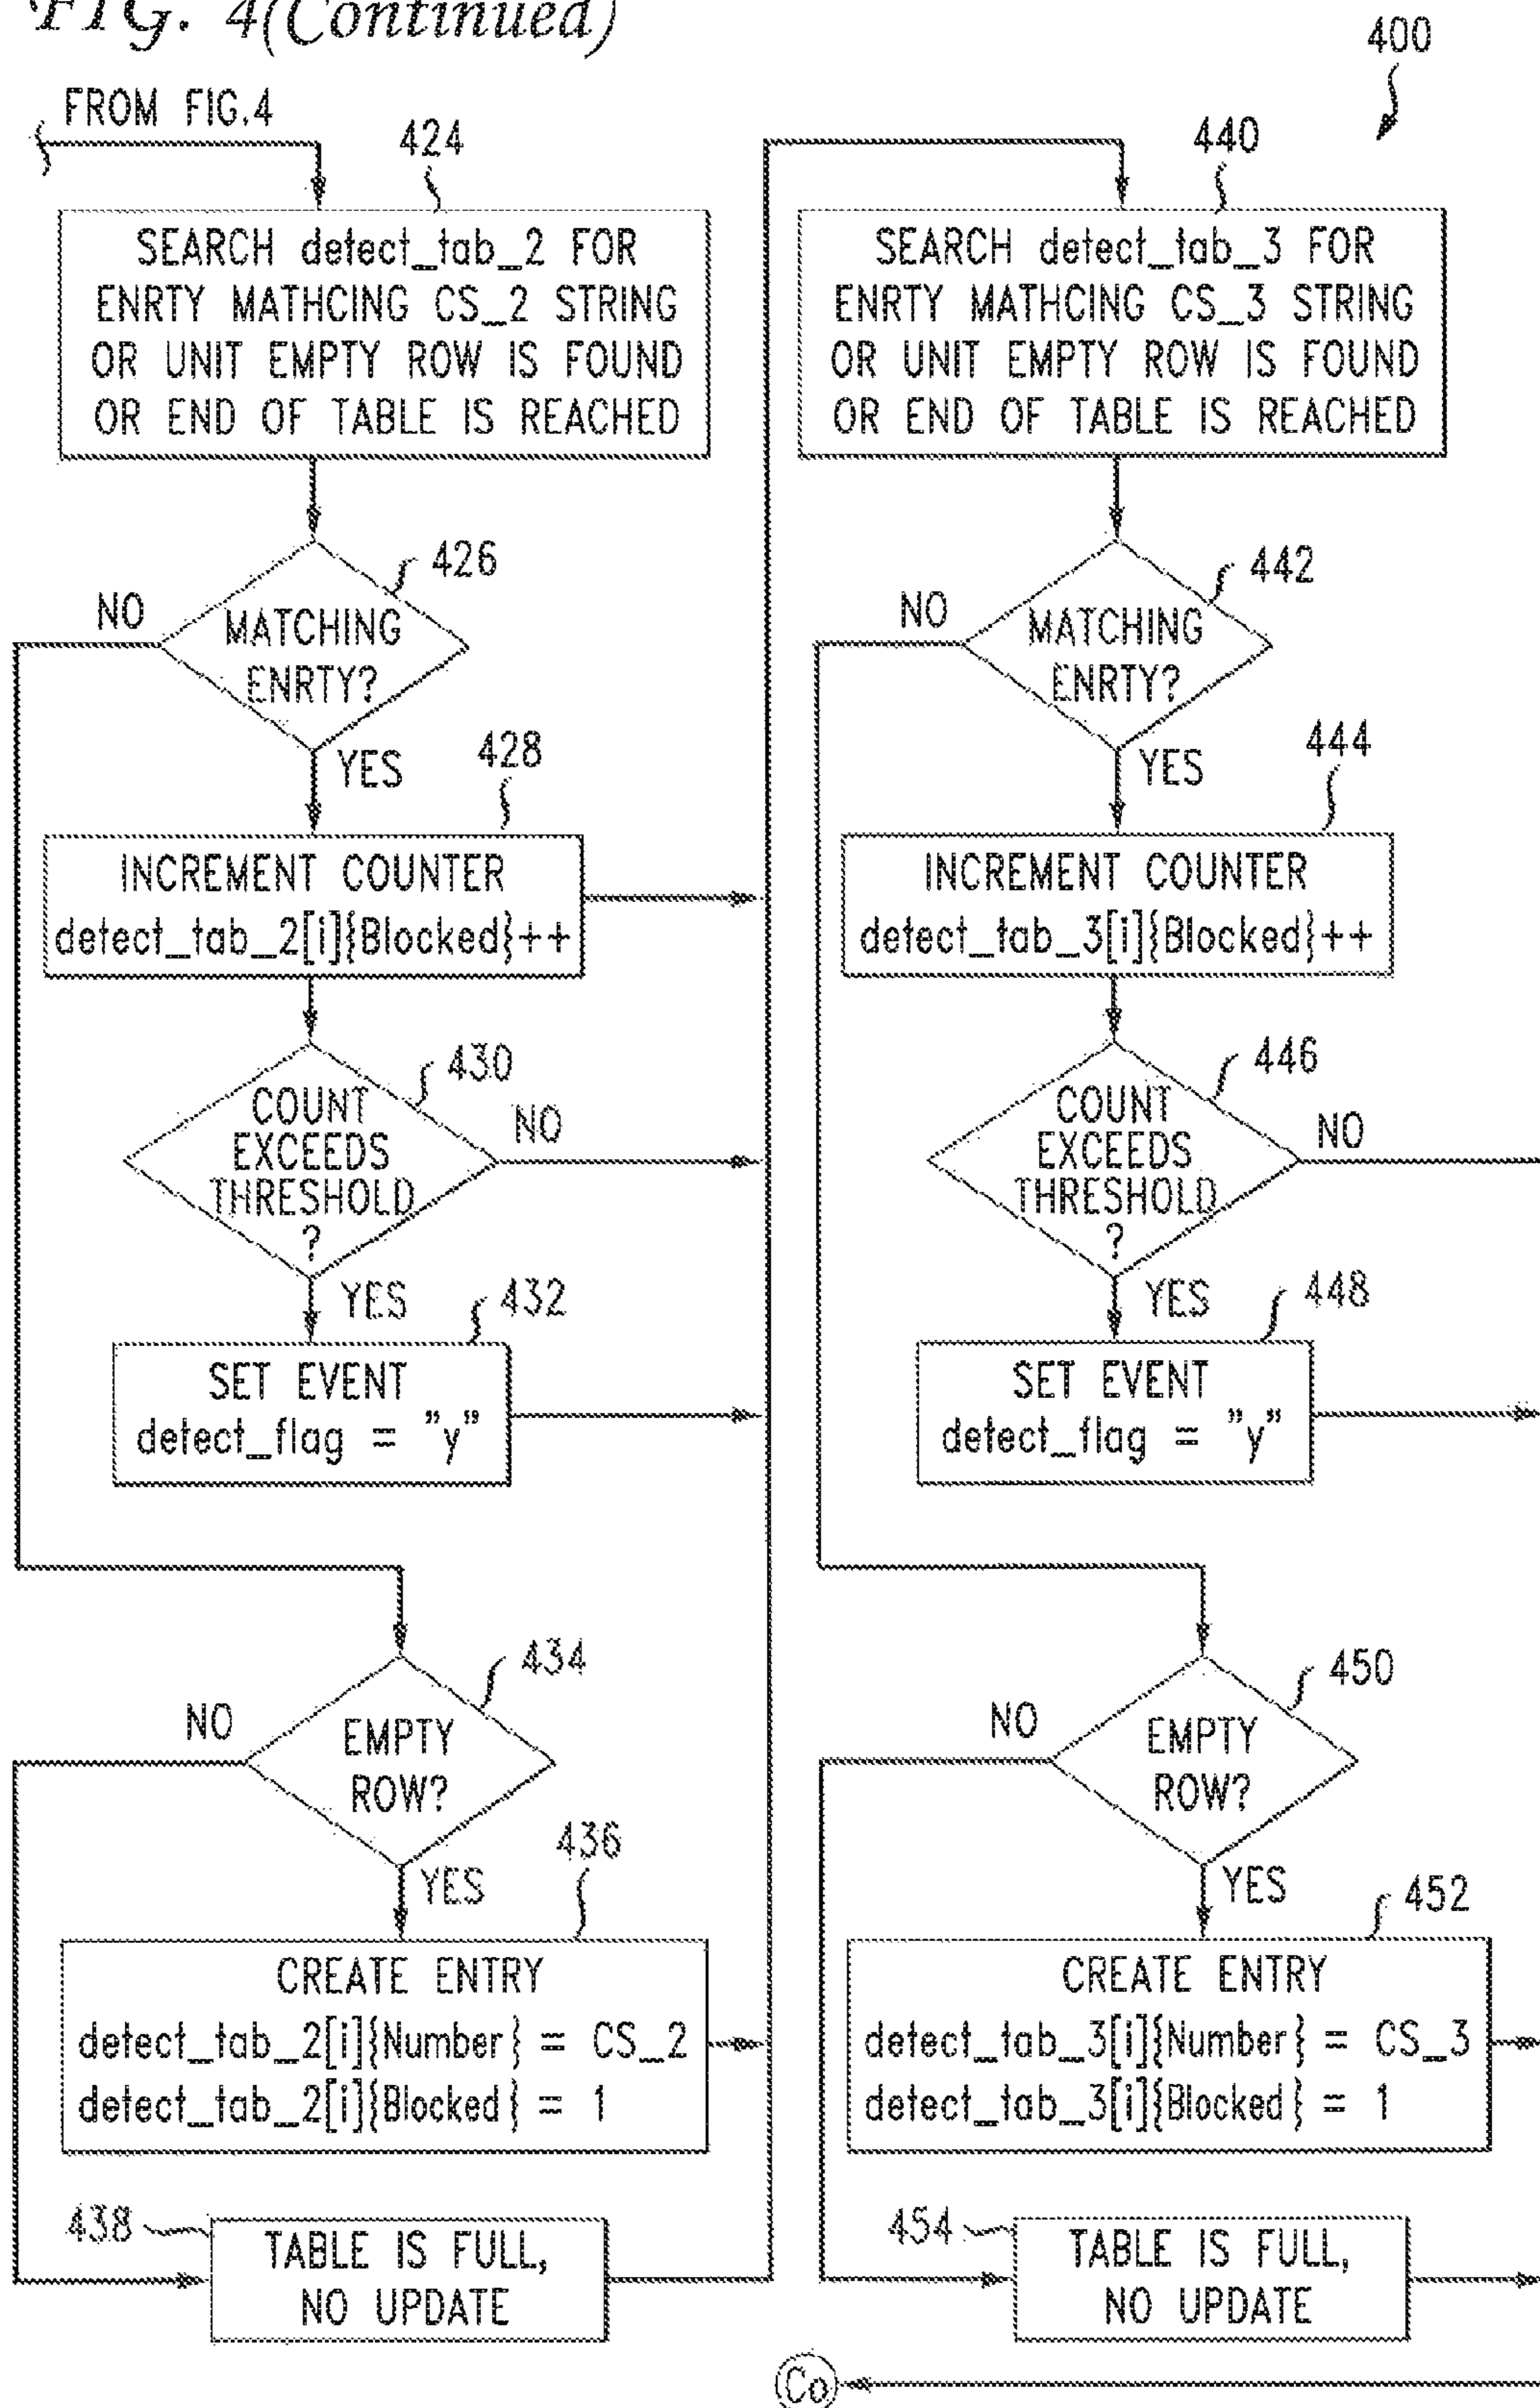 FIG. 4(Continued)
400
FROM FIG.4
424
SEARCH detect_tab_2 FOR
ENRTY MATHCING CS_2 STRING
OR UNIT EMPTY ROW IS FOUND
OR END OF TABLE IS REACHED
426
NO
MATCHING
ENRTY?
YES
428
INCREMENT COUNTER
detect_tab_2[i]{Blocked}++
430
COUNT
EXCEEDS
THRESHOLD
?
NO
YES
432
SET EVENT
detect_flag = "y"
434
NO
EMPTY
ROW?
YES
436
CREATE ENTRY
detect_tab_2[i]{Number} = CS_2
detect_tab_2[i]{Blocked} = 1
438
TABLE IS FULL,
NO UPDATE
440
SEARCH detect_tab_3 FOR
ENRTY MATHCING CS_3 STRING
OR UNIT EMPTY ROW IS FOUND
OR END OF TABLE IS REACHED
442
NO
MATCHING
ENRTY?
YES
444
INCREMENT COUNTER
detect_tab_3[i]{Blocked}++
446
COUNT
EXCEEDS
THRESHOLD
?
NO
YES
448
SET EVENT
detect_flag = "y"
450
NO
EMPTY
ROW?
YES
452
CREATE ENTRY
detect_tab_3[i]{Number} = CS_3
detect_tab_3[i]{Blocked} = 1
454
TABLE IS FULL,
NO UPDATE
Co